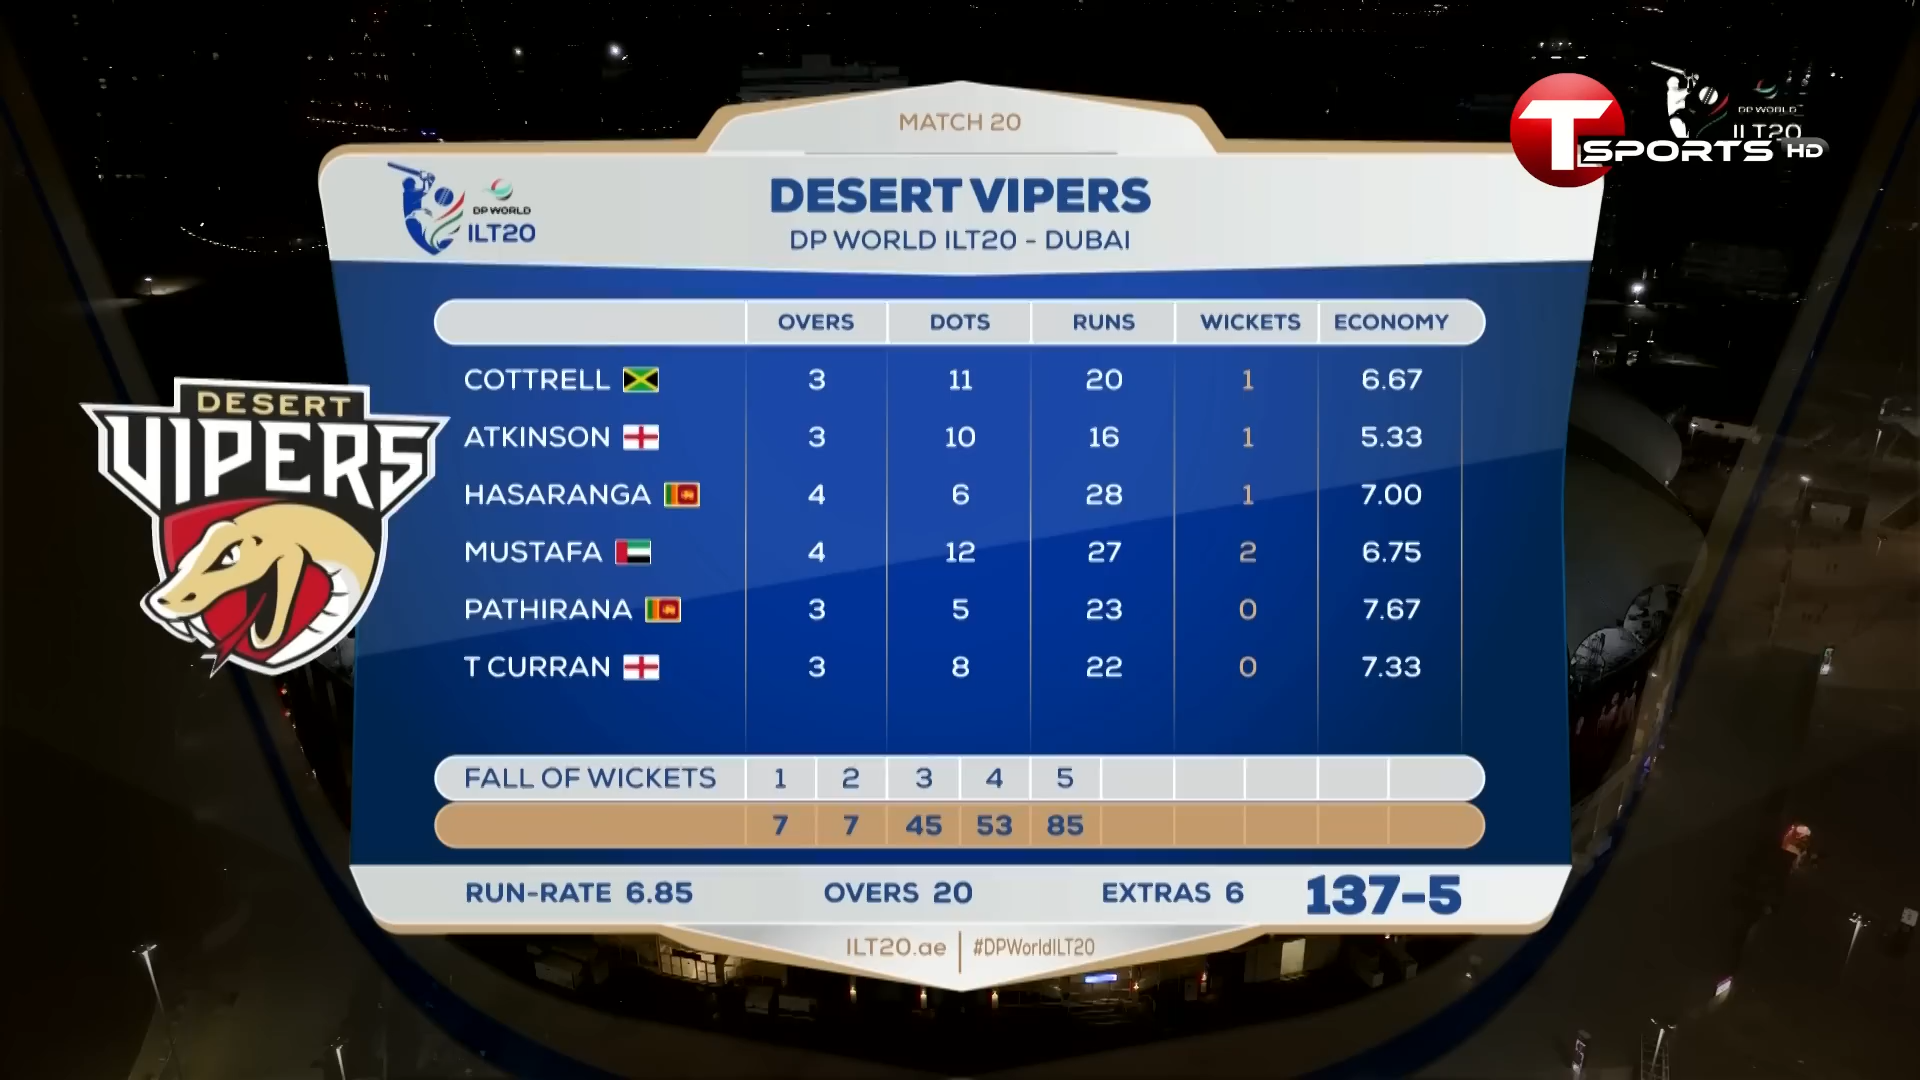 MATCH 20
DP WORLD
ILT20
T SPORTS HD
DP WORLD
ILT20
DESERT VIPERS
DP WORLD ILT20 - DUBAI
OVERS DOTS RUNS WICKETS ECONOMY
COTTRELL 3 11 20 1 6.67
ATKINSON 3 10 16 1 5.33
HASARANGA 4 6 28 1 7.00
MUSTAFA 4 12 27 2 6.75
PATHIRANA 3 5 23 0 7.67
T CURRAN 3 8 22 0 7.33
DESERT
VIPERS
FALL OF WICKETS 1 2 3 4 5
7 7 45 53 85
RUN-RATE 6.85 OVERS 20 EXTRAS 6 137-5
ILT20.ae #DPWorldILT20